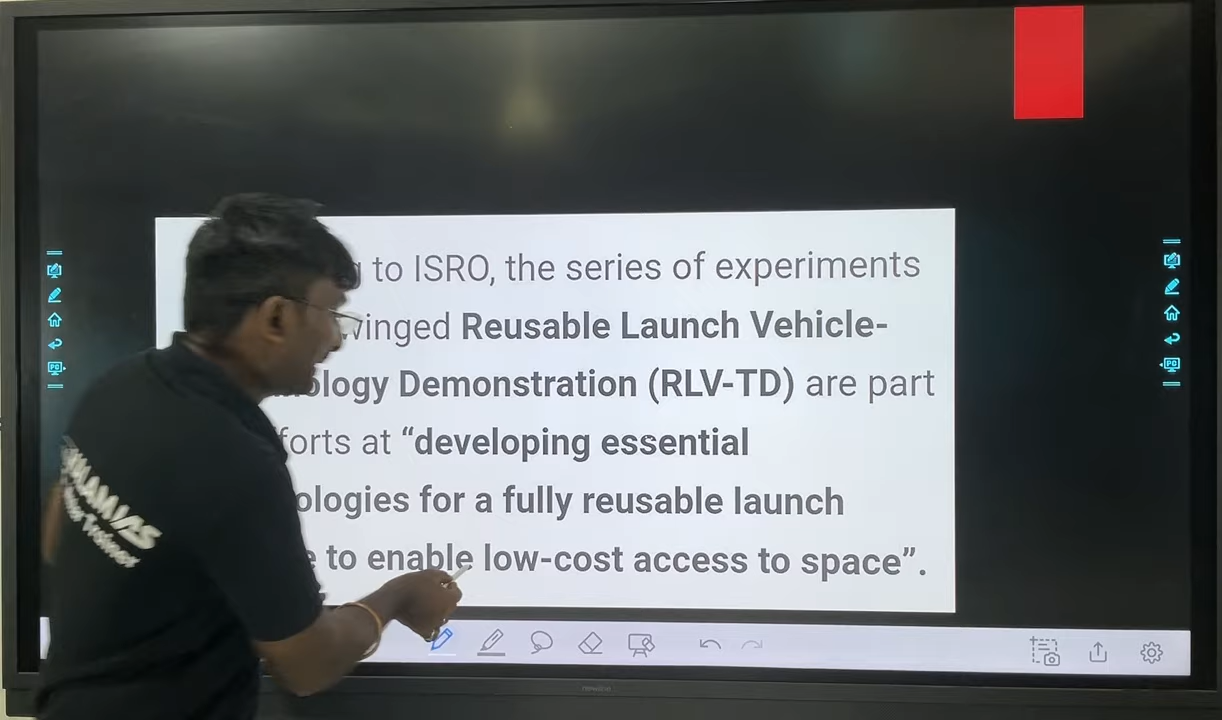 to ISRO, the series of experiments
winged Reusable Launch Vehicle-
ology Demonstration (RLV-TD) are part
forts at “developing essential
ologies for a fully reusable launch
to enable low-cost access to space”.